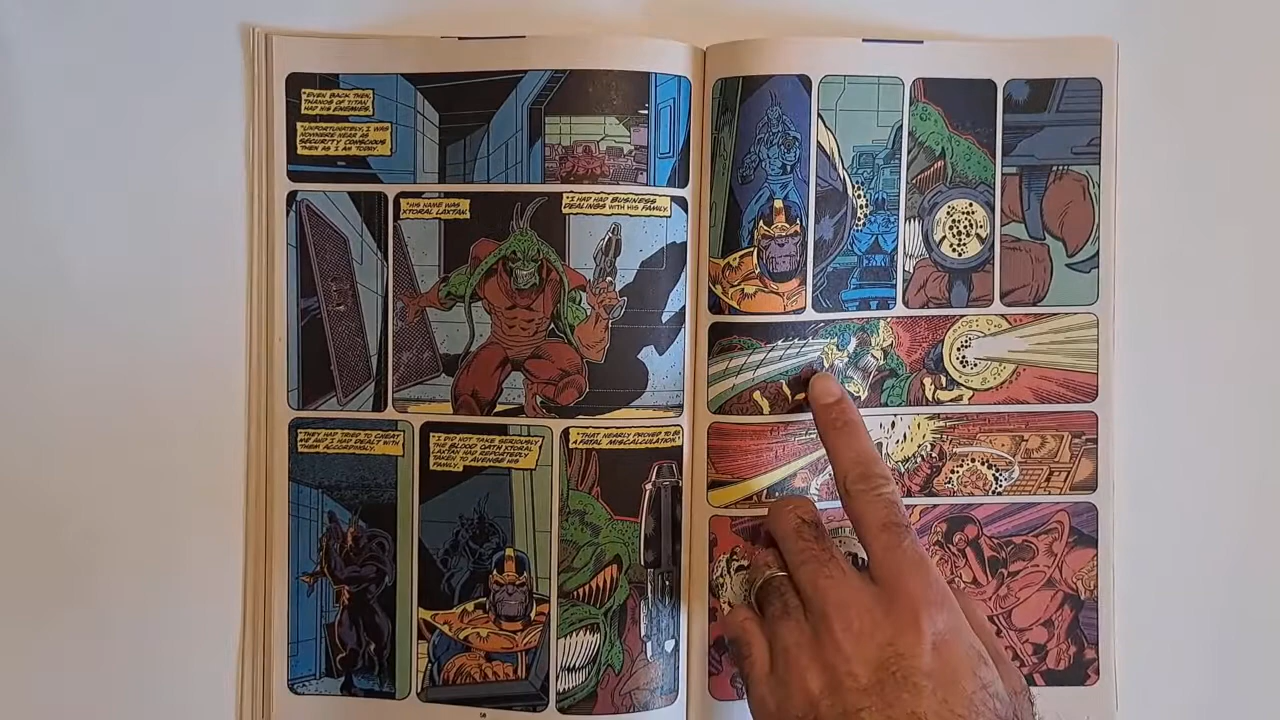 "EVEN BACK THEN,
THANOS OF TITAN
HAD HIS ENEMIES.
"UNFORTUNATELY, I WAS
NOWHERE NEAR AS
SECURITY CONSCIOUS
THEN AS I AM TODAY.
"HIS NAME WAS
XTORAL LAXTAN.
"I HAD HAD BUSINESS
DEALINGS WITH HIS FAMILY.
"THEY HAD TRIED TO CHEAT
ME AND I HAD DEALT WITH
THEM ACCORDINGLY.
"I DID NOT TAKE SERIOUSLY
THE BLOOD OATH XTORAL
LAXTAN HAD REPORTEDLY
TAKEN TO AVENGE HIS
FAMILY.
"THAT NEARLY PROVED TO BE
A FATAL MISCALCULATION."